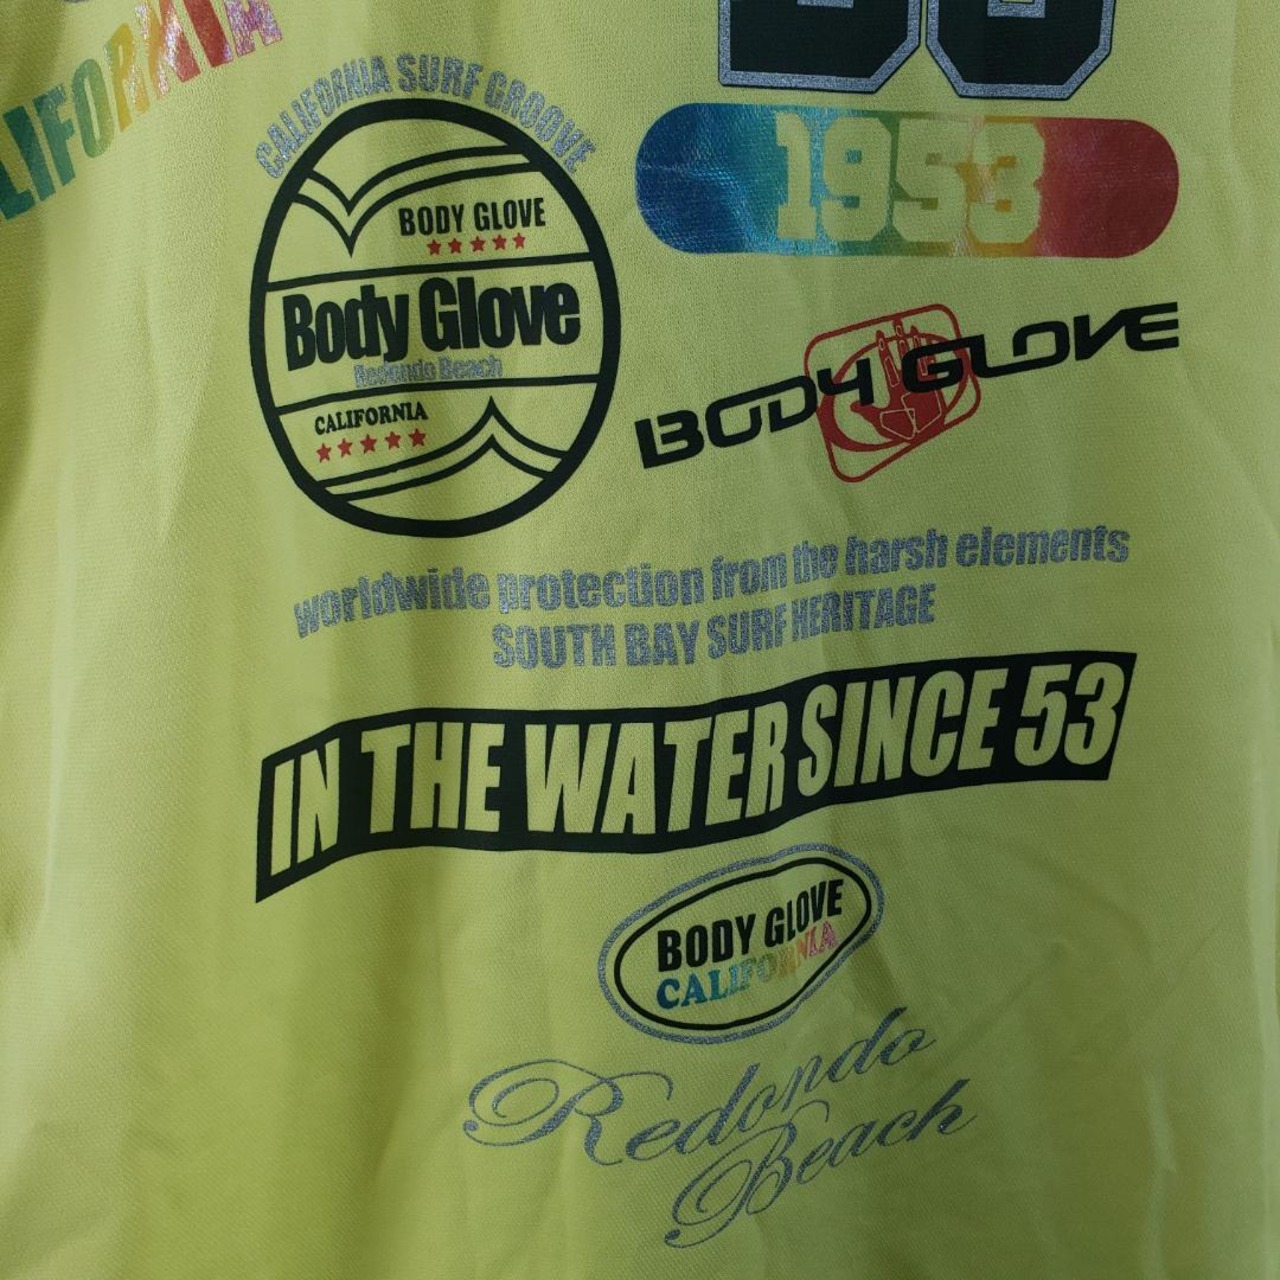 CALIFORNIA SURF GROOVE
BODY GLOVE
Body Glove
Redondo Beach
CALIFORNIA
1953
BODY GLOVE
worldwide protection from the harsh elements
SOUTH BAY SURF HERITAGE
IN THE WATER SINCE 53
BODY GLOVE
CALIFORNIA
Redondo
Beach